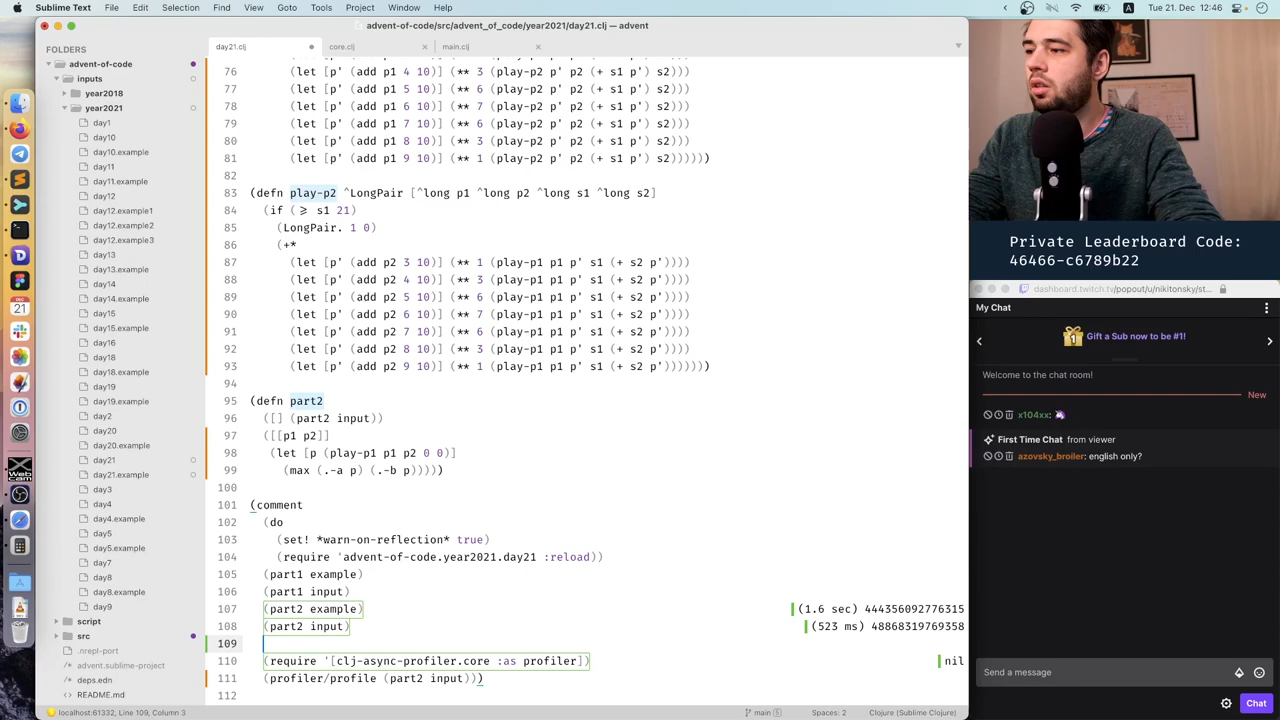 Sublime Text File Edit Selection Find View Goto Tools Project Window Help
Tue 21. Dec 12:46
advent-of-code/src/advent_of_code/year2021/day21.clj — advent
day21.clj
core.clj
main.clj
FOLDERS
advent-of-code
inputs
year2018
year2021
day1
day10
day10.example
day11
day11.example
day12
day12.example1
day12.example2
day12.example3
day13
day13.example
day14
day14.example
day15
day15.example
day16
day18
day18.example
day19
day19.example
day2
day20
day20.example
day21
day21.example
day3
day4
day4.example
day5
day5.example
day7
day8
day8.example
day9
script
src
.nrepl-port
advent.sublime-project
deps.edn
README.md
76 (let [p' (add p1 4 10)] (** 3 (play-p2 p' p2 (+ s1 p') s2)))
77 (let [p' (add p1 5 10)] (** 6 (play-p2 p' p2 (+ s1 p') s2)))
78 (let [p' (add p1 6 10)] (** 7 (play-p2 p' p2 (+ s1 p') s2)))
79 (let [p' (add p1 7 10)] (** 6 (play-p2 p' p2 (+ s1 p') s2)))
80 (let [p' (add p1 8 10)] (** 3 (play-p2 p' p2 (+ s1 p') s2)))
81 (let [p' (add p1 9 10)] (** 1 (play-p2 p' p2 (+ s1 p') s2))))))
82
83 (defn play-p2 ^LongPair [^long p1 ^long p2 ^long s1 ^long s2]
84 (if (≥ s1 21)
85 (LongPair. 1 0)
86 (+*
87 (let [p' (add p2 3 10)] (** 1 (play-p1 p1 p' s1 (+ s2 p'))))
88 (let [p' (add p2 4 10)] (** 3 (play-p1 p1 p' s1 (+ s2 p'))))
89 (let [p' (add p2 5 10)] (** 6 (play-p1 p1 p' s1 (+ s2 p'))))
90 (let [p' (add p2 6 10)] (** 7 (play-p1 p1 p' s1 (+ s2 p'))))
91 (let [p' (add p2 7 10)] (** 6 (play-p1 p1 p' s1 (+ s2 p'))))
92 (let [p' (add p2 8 10)] (** 3 (play-p1 p1 p' s1 (+ s2 p'))))
93 (let [p' (add p2 9 10)] (** 1 (play-p1 p1 p' s1 (+ s2 p')))))))
94
95 (defn part2
96 ([] (part2 input))
97 ([[p1 p2]]
98 (let [p (play-p1 p1 p2 0 0)]
99 (max (.-a p) (.-b p)))))
100
101 (comment
102 (do
103 (set! *warn-on-reflection* true)
104 (require 'advent-of-code.year2021.day21 :reload))
105 (part1 example)
106 (part1 input)
107 (part2 example) (1.6 sec) 444356092776315
108 (part2 input) (523 ms) 48868319769358
109
110 (require '[clj-async-profiler.core :as profiler]) nil
111 (profiler/profile (part2 input)))
112
localhost:61332, Line 109, Column 3
main 5
Spaces: 2
Clojure (Sublime Clojure)
Private Leaderboard Code:
46466-c6789b22
dashboard.twitch.tv/popout/u/nikitonsky/st...
My Chat
Gift a Sub now to be #1!
Welcome to the chat room!
New
x104xx:
First Time Chat from viewer
azovsky_broiler: english only?
Send a message
Chat